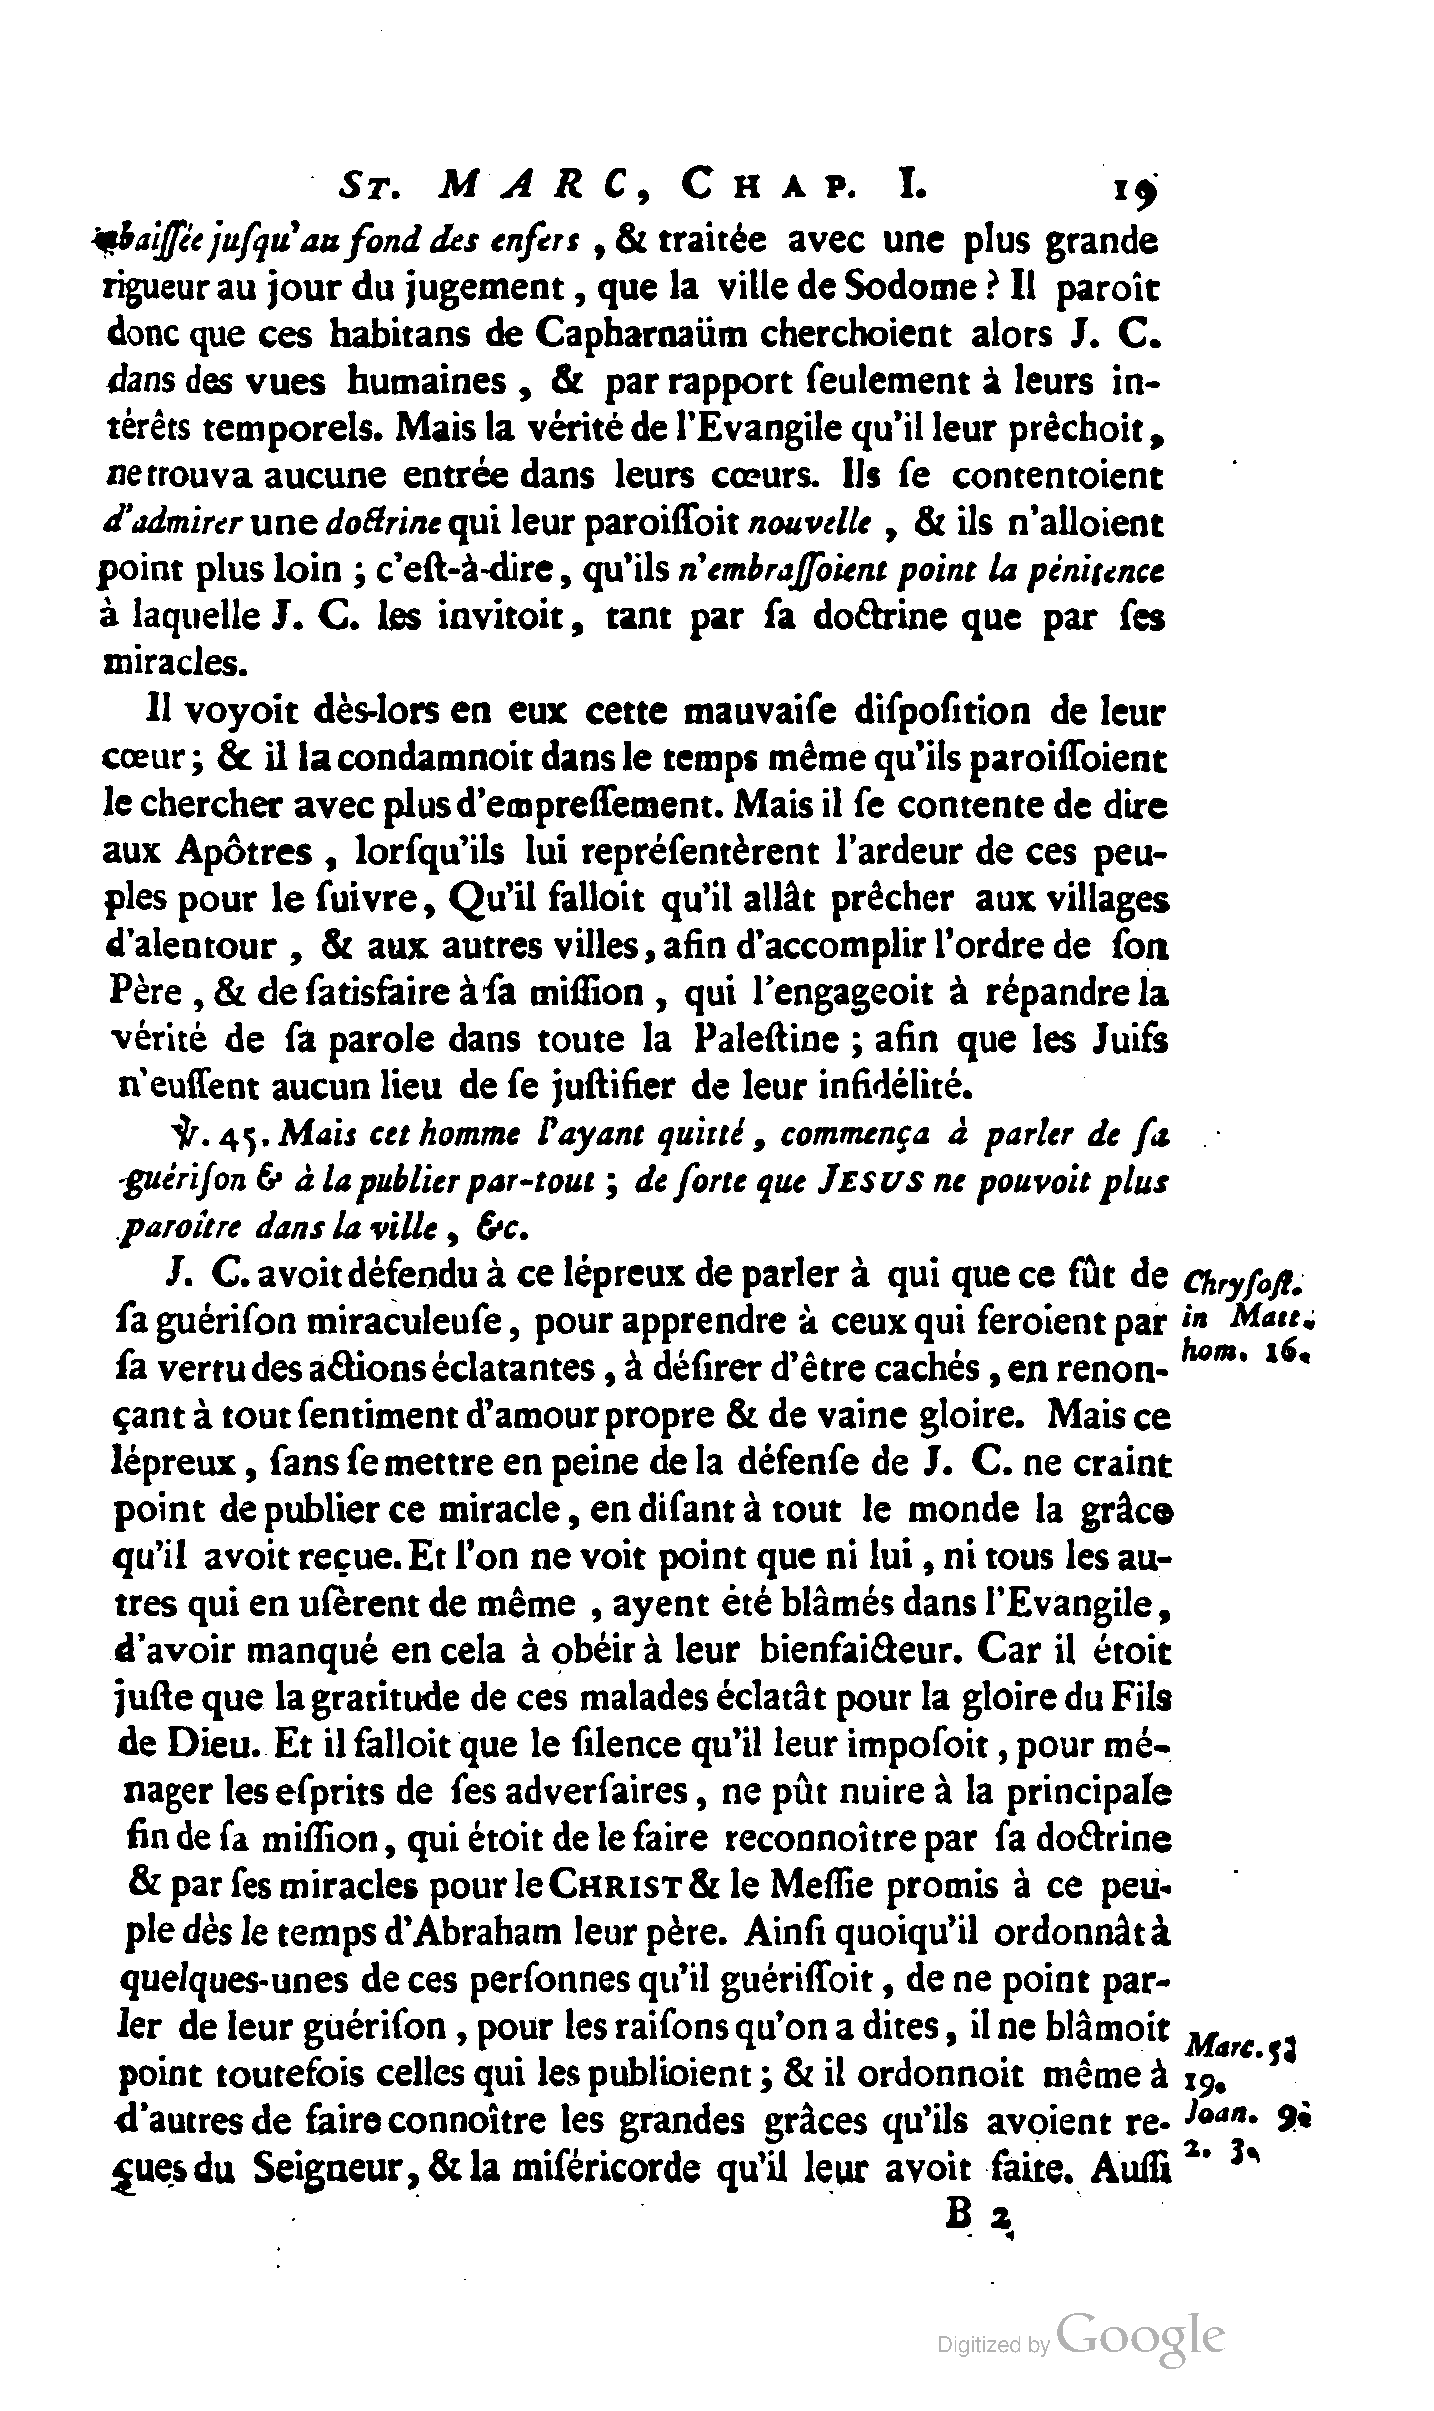 ST. MARC, CHAP. I. 19
abaiſſée juſqu'au fond des enfers , & traitée avec une plus grande
rigueur au jour du jugement , que la ville de Sodome ? Il paroît
donc que ces habitans de Capharnaüm cherchoient alors J. C.
dans des vues humaines , & par rapport ſeulement à leurs in-
térêts temporels. Mais la vérité de l'Evangile qu'il leur prêchoit,
ne trouva aucune entrée dans leurs cœurs. Ils ſe contentoient
d'admirer une doctrine qui leur paroiſſoit nouvelle , & ils n'alloient
point plus loin ; c'eſt-à-dire, qu'ils n'embraſſoient point la pénitence
à laquelle J. C. les invitoit, tant par ſa doctrine que par ſes
miracles.
Il voyoit dès-lors en eux cette mauvaiſe diſpoſition de leur
cœur ; & il la condamnoit dans le temps même qu'ils paroiſſoient
le chercher avec plus d'empreſſement. Mais il ſe contente de dire
aux Apôtres , lorſqu'ils lui repréſentèrent l'ardeur de ces peu-
ples pour le ſuivre, Qu'il falloit qu'il allât prêcher aux villages
d'alentour , & aux autres villes, afin d'accomplir l'ordre de ſon
Père , & de ſatisfaire à ſa miſſion , qui l'engageoit à répandre la
vérité de ſa parole dans toute la Paleſtine ; afin que les Juifs
n'euſſent aucun lieu de ſe juſtifier de leur infidélité.
℣. 45. Mais cet homme l'ayant quitté , commença à parler de ſa
guériſon & à la publier par-tout ; de ſorte que JESUS ne pouvoit plus
paroître dans la ville , &c.
J. C. avoit défendu à ce lépreux de parler à qui que ce fût de
ſa guériſon miraculeuſe, pour apprendre à ceux qui feroient par
ſa vertu des actions éclatantes , à déſirer d'être cachés , en renon-
çant à tout ſentiment d'amour propre & de vaine gloire. Mais ce
lépreux , ſans ſe mettre en peine de la défenſe de J. C. ne craint
point de publier ce miracle, en diſant à tout le monde la grâce
qu'il avoit reçue. Et l'on ne voit point que ni lui , ni tous les au-
tres qui en uſèrent de même , ayent été blâmés dans l'Evangile,
d'avoir manqué en cela à obéir à leur bienfaicteur. Car il étoit
juſte que la gratitude de ces malades éclatât pour la gloire du Fils
de Dieu. Et il falloit que le ſilence qu'il leur impoſoit , pour mé-
nager les eſprits de ſes adverſaires, ne pût nuire à la principale
fin de ſa miſſion, qui étoit de le faire reconnoître par ſa doctrine
& par ſes miracles pour le CHRIST & le Meſſie promis à ce peu-
ple dès le temps d'Abraham leur père. Ainſi quoiqu'il ordonnât à
quelques-unes de ces perſonnes qu'il guériſſoit , de ne point par-
ler de leur guériſon , pour les raiſons qu'on a dites, il ne blâmoit
point toutefois celles qui les publioient ; & il ordonnoit même à
d'autres de faire connoître les grandes grâces qu'ils avoient re-
çues du Seigneur, & la miſéricorde qu'il leur avoit faite. Auſſi
B 2
Chryſoſt.
in Matt.
hom. 16.
Marc. 5.
19.
Joan. 9.
2. 3.
Digitized by Google